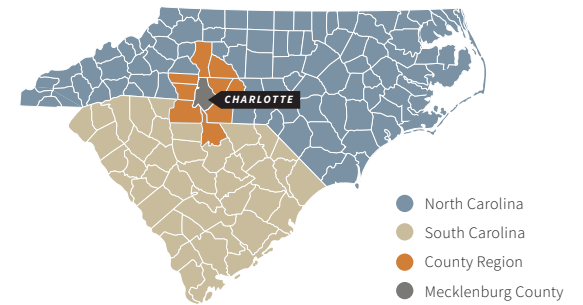 CHARLOTTE
North Carolina
South Carolina
County Region
Mecklenburg County